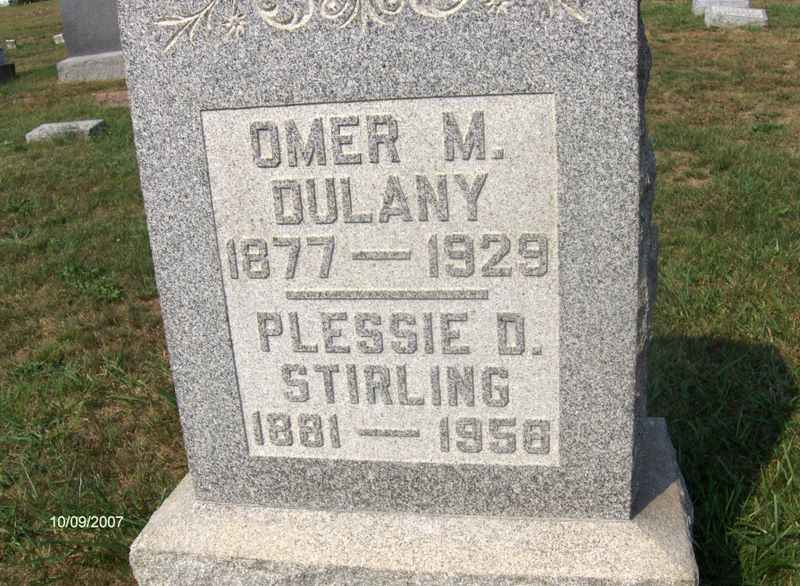 OMER M.
DULANY
1877 — 1929
PLESSIE D.
STIRLING
1881 — 1958
10/09/2007